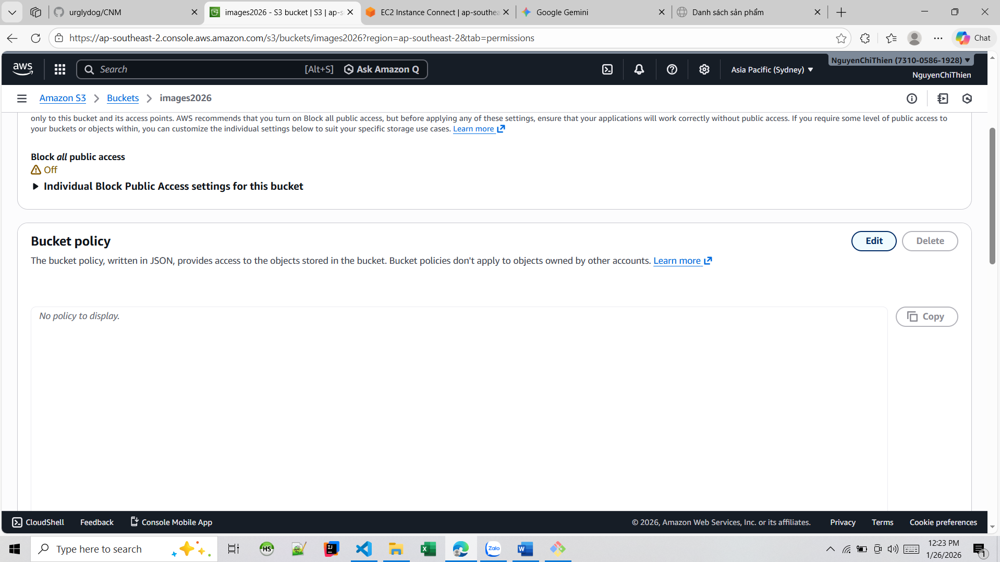 urglydog/CNM
images2026 - S3 bucket | S3 | ap-s
EC2 Instance Connect | ap-southea
Google Gemini
Danh sách sản phẩm
https://ap-southeast-2.console.aws.amazon.com/s3/buckets/images2026?region=ap-southeast-2&tab=permissions
Chat
aws
Search
[Alt+S]
Ask Amazon Q
Asia Pacific (Sydney)
NguyenChiThien (7310-0586-1928)
NguyenChiThien
Amazon S3
Buckets
images2026
only to this bucket and its access points. AWS recommends that you turn on Block all public access, but before applying any of these settings, ensure that your applications will work correctly without public access. If you require some level of public access to
your buckets or objects within, you can customize the individual settings below to suit your specific storage use cases. Learn more
Block all public access
Off
Individual Block Public Access settings for this bucket
Bucket policy
Edit
Delete
The bucket policy, written in JSON, provides access to the objects stored in the bucket. Bucket policies don't apply to objects owned by other accounts. Learn more
No policy to display.
Copy
CloudShell
Feedback
Console Mobile App
© 2026, Amazon Web Services, Inc. or its affiliates.
Privacy
Terms
Cookie preferences
Type here to search
HS
IJ
Zalo
W
12:23 PM
1/26/2026
1